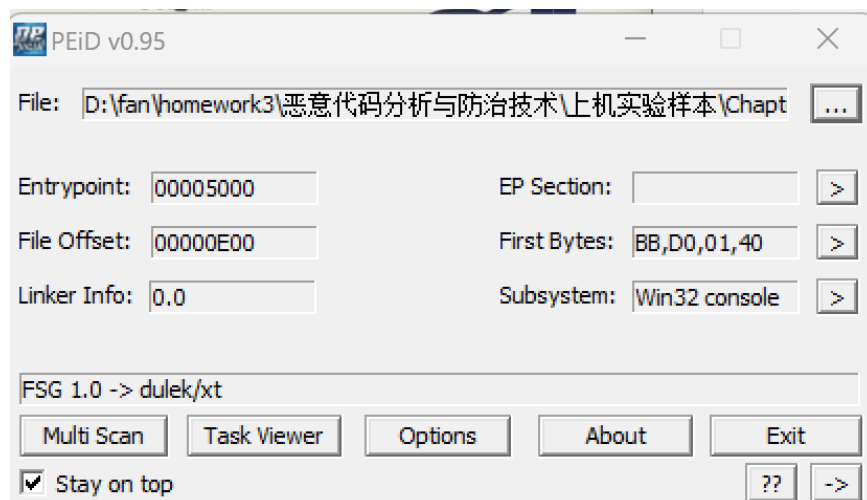 PEiD v0.95
File: D:\fan\homework3\恶意代码分析与防治技术\上机实验样本\Chapt ...
Entrypoint: 00005000 EP Section: >
File Offset: 00000E00 First Bytes: BB,D0,01,40 >
Linker Info: 0.0 Subsystem: Win32 console >
FSG 1.0 -> dulek/xt
Multi Scan Task Viewer Options About Exit
Stay on top ?? ->